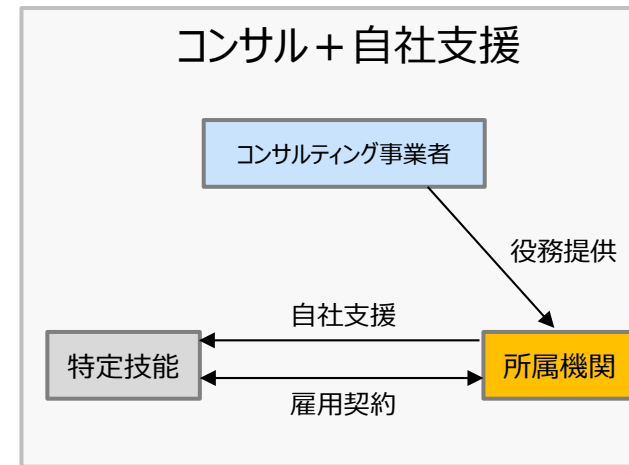 コンサル＋自社支援
コンサルティング事業者
役務提供
自社支援
特定技能
所属機関
雇用契約